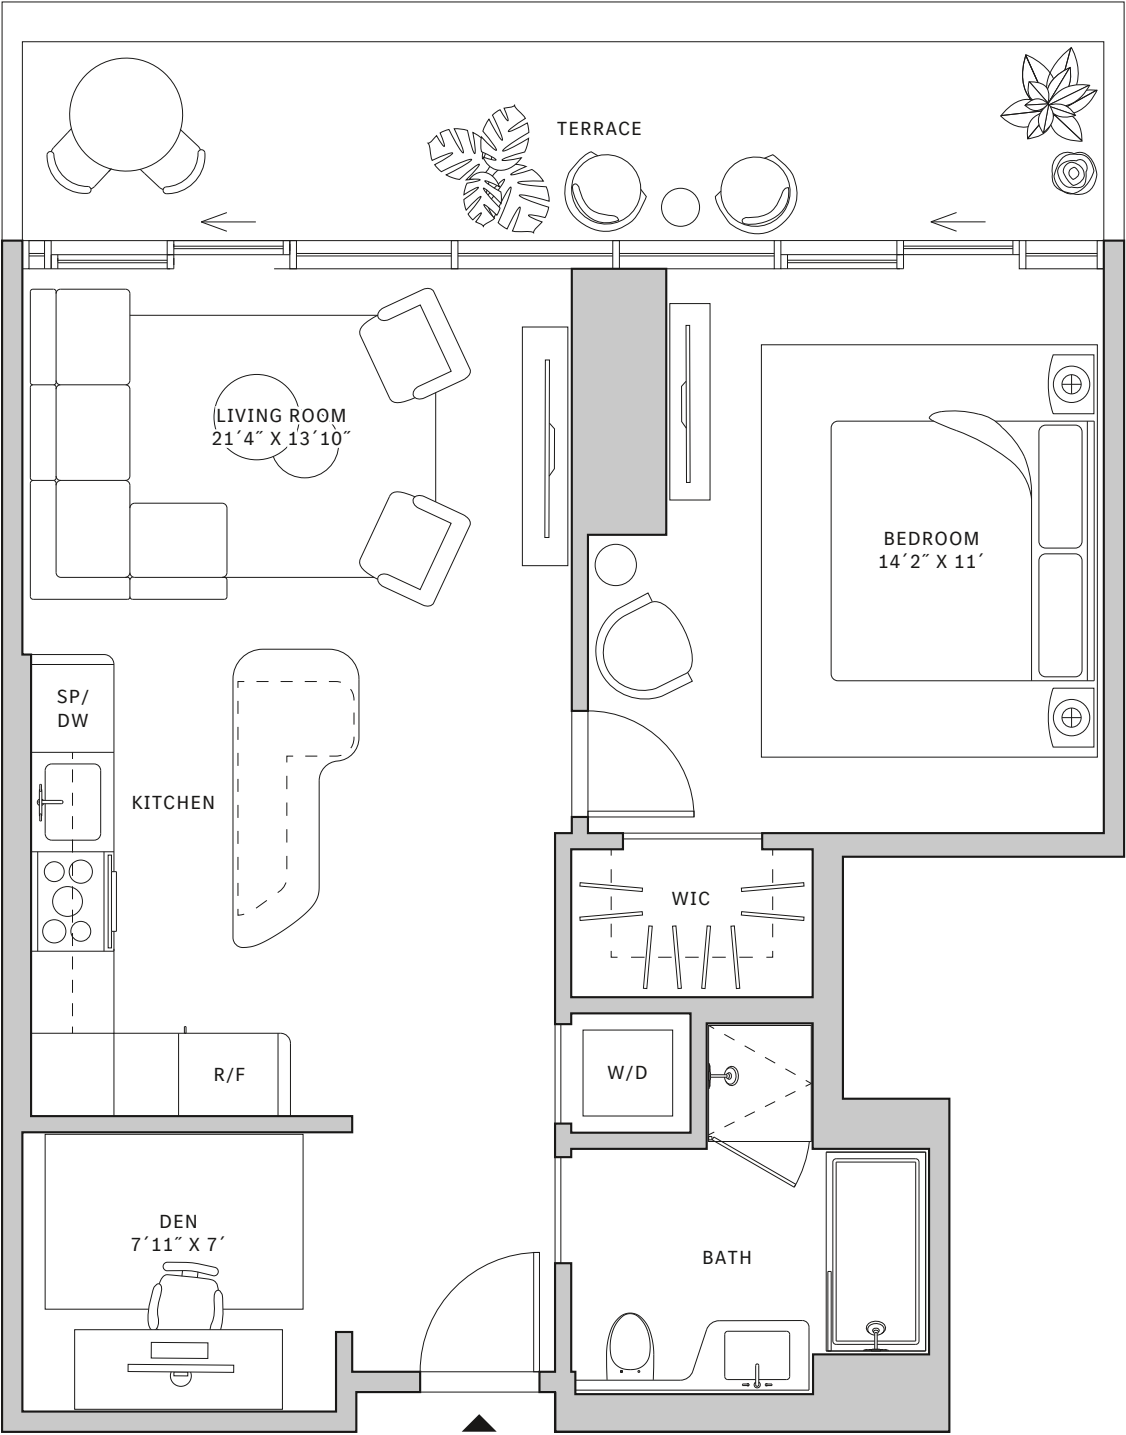 TERRACE
LIVING ROOM
21´4˝ X 13´10˝
BEDROOM
14´2˝ X 11´
SP/
DW
KITCHEN
WIC
R/F
W/D
DEN
7´11˝ X 7´
BATH